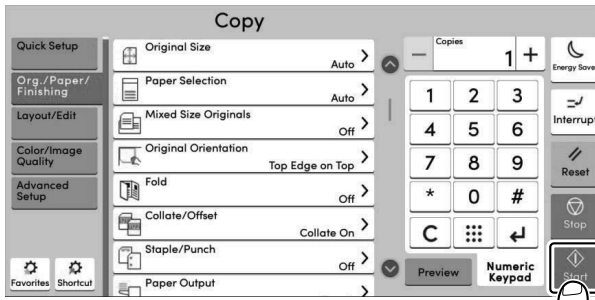 Copy
Quick Setup
Org./Paper/
Finishing
Layout/Edit
Color/Image
Quality
Advanced
Setup
Favorites
Shortcut
Original Size
Auto
Paper Selection
Auto
Mixed Size Originals
Off
Original Orientation
Top Edge on Top
Fold
Off
Collate/Offset
Collate On
Staple/Punch
Off
Paper Output
Copies
− 1 +
1 2 3
4 5 6
7 8 9
* 0 #
C
Preview
Numeric
Keypad
Energy Save
Interrupt
Reset
Stop
Start